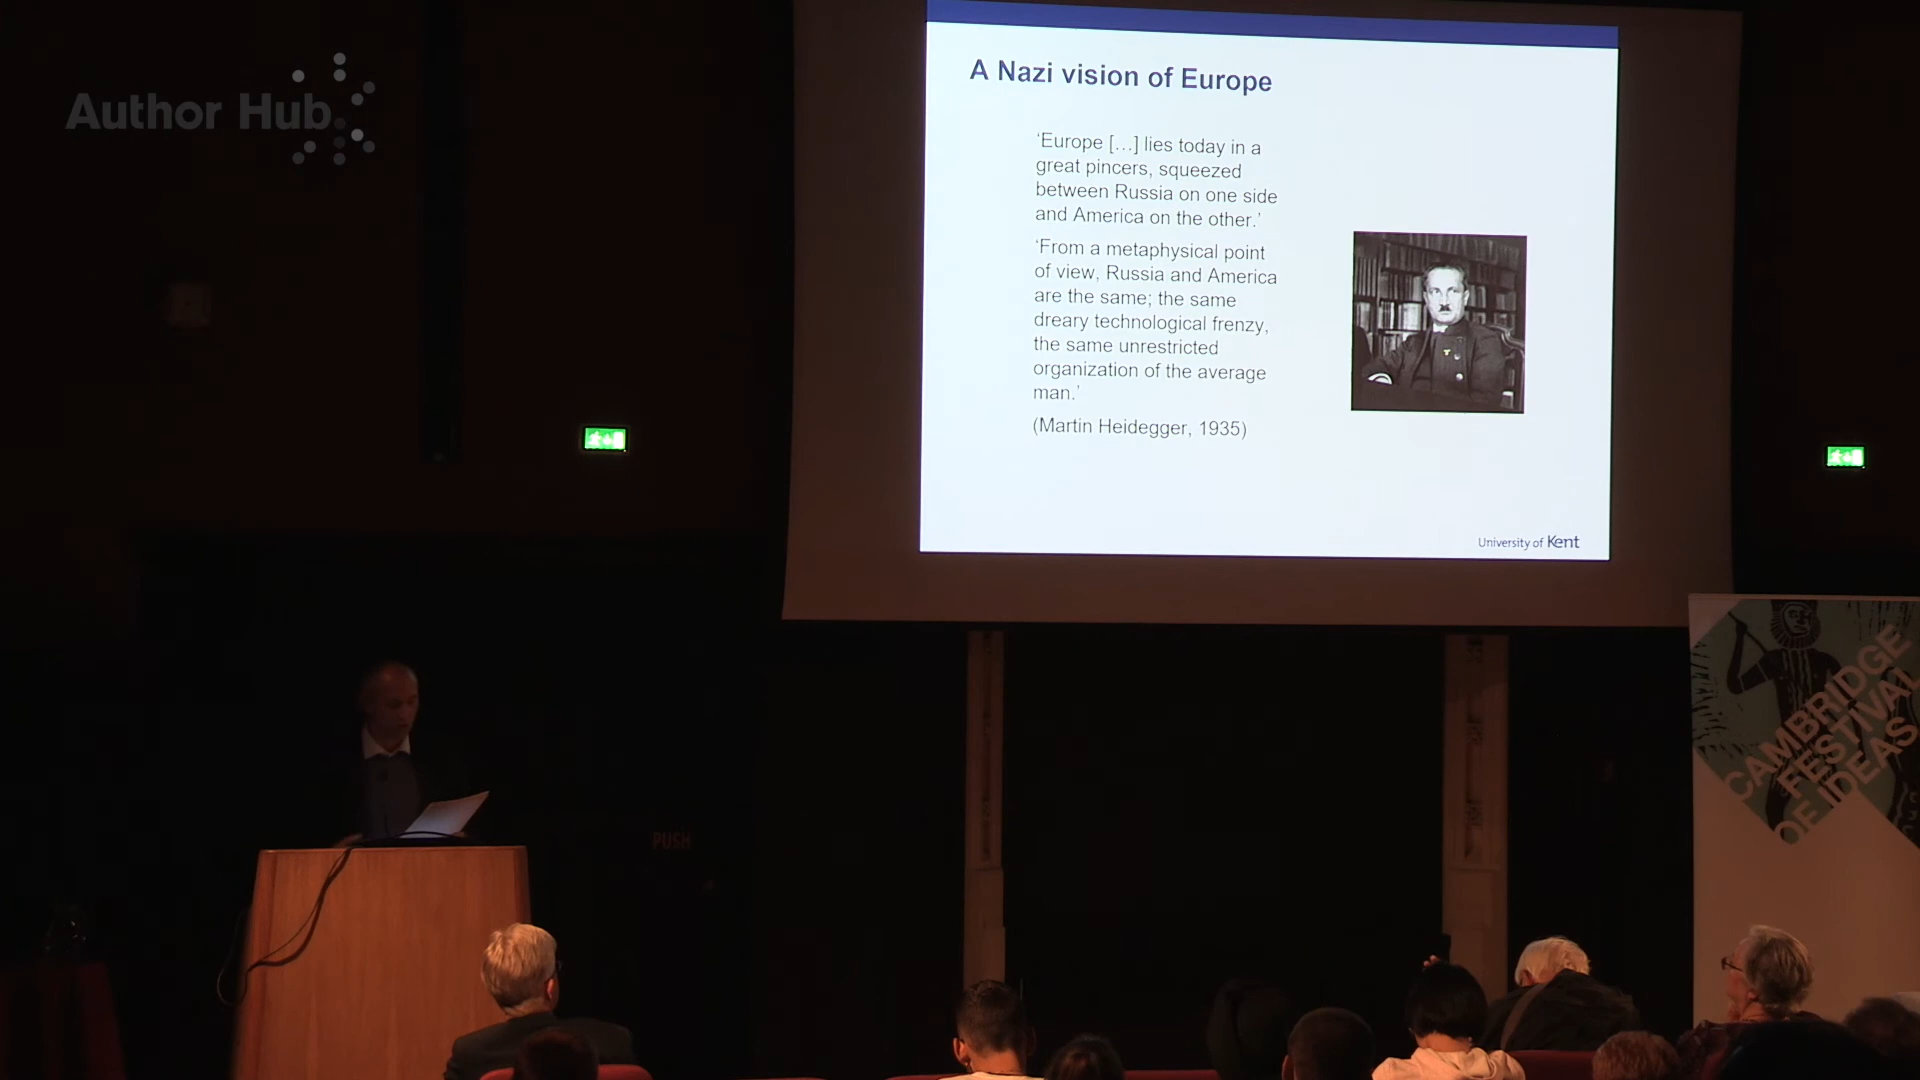 Author Hub
A Nazi vision of Europe
‘Europe [...] lies today in a
great pincers, squeezed
between Russia on one side
and America on the other.’
‘From a metaphysical point
of view, Russia and America
are the same; the same
dreary technological frenzy,
the same unrestricted
organization of the average
man.’
(Martin Heidegger, 1935)
University of Kent
PUSH
CAMBRIDGE
FESTIVAL
OF IDEAS